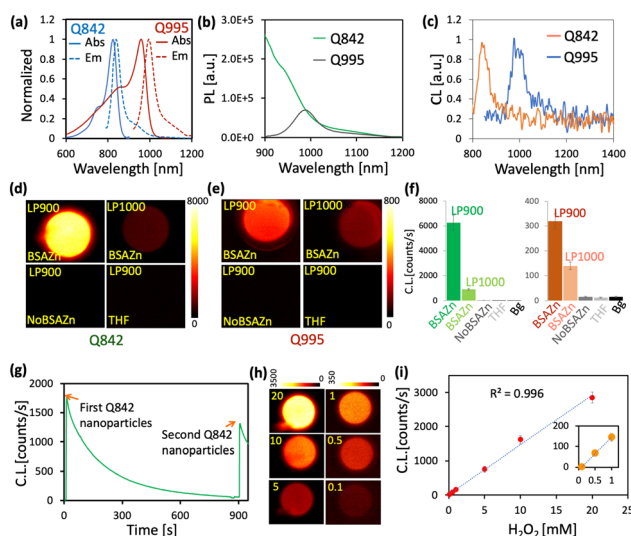 (a)
Q842
Q995
Abs
Em
Abs
Em
Normalized
1.2
1
0.8
0.6
0.4
0.2
0
600
800
1000
1200
Wavelength [nm]
(b)
Q842
Q995
PL [a.u.]
3.0E+5
2.0E+5
1.0E+5
0.0E+0
900
1000
1100
1200
Wavelength [nm]
(c)
Q842
Q995
CL [a.u.]
1.2
1
0.8
0.6
0.4
0.2
0
800
1000
1200
1400
Wavelength [nm]
(d)
LP900
BSAZn
LP1000
BSAZn
LP900
NoBSAZn
LP900
THF
8000
0
Q842
(e)
LP900
BSAZn
LP1000
BSAZn
LP900
NoBSAZn
LP900
THF
800
0
Q995
(f)
C.L.[counts/s]
8000
6000
4000
2000
0
LP900
LP1000
BSAZn
BSAZn
NoBSAZn
THF
Bg
400
300
200
100
0
LP900
LP1000
BSAZn
BSAZn
NoBSAZn
THF
Bg
(g)
C.L. [counts/s]
2000
1500
1000
500
0
First Q842
nanoparticles
Second Q842
nanoparticles
0
300
600
900
Time [s]
(h)
3500
0
350
0
20
1
10
0.5
5
0.1
(i)
C.L.[counts/s]
3000
2000
1000
0
R² = 0.996
200
100
0
0
0.5
1
0
5
10
15
20
25
H₂O₂ [mM]